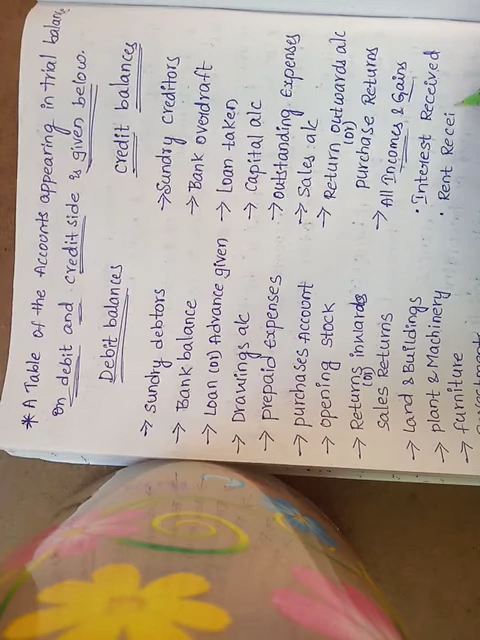 * A Table of the Accounts appearing in trial balanc
on debit and credit side is given below.
Debit balances
→ Sundry debtors
→ Bank balance
→ Loan (or) Advance given
→ Drawings a/c
→ prepaid expenses
→ purchases Account
→ opening stock
→ Returns inwards
(or)
Sales Returns
→ land & Buildings
→ plant & Machinery
→ furniture
credit balances
→ Sundry creditors
→ Bank overdraft
→ Loan taken
→ Capital a/c
→ outstanding Expenses
→ Sales a/c
→ Return outwards a/c
(or)
purchase Returns
→ All Incomes & Gains
• Interest Received
• Rent Recei